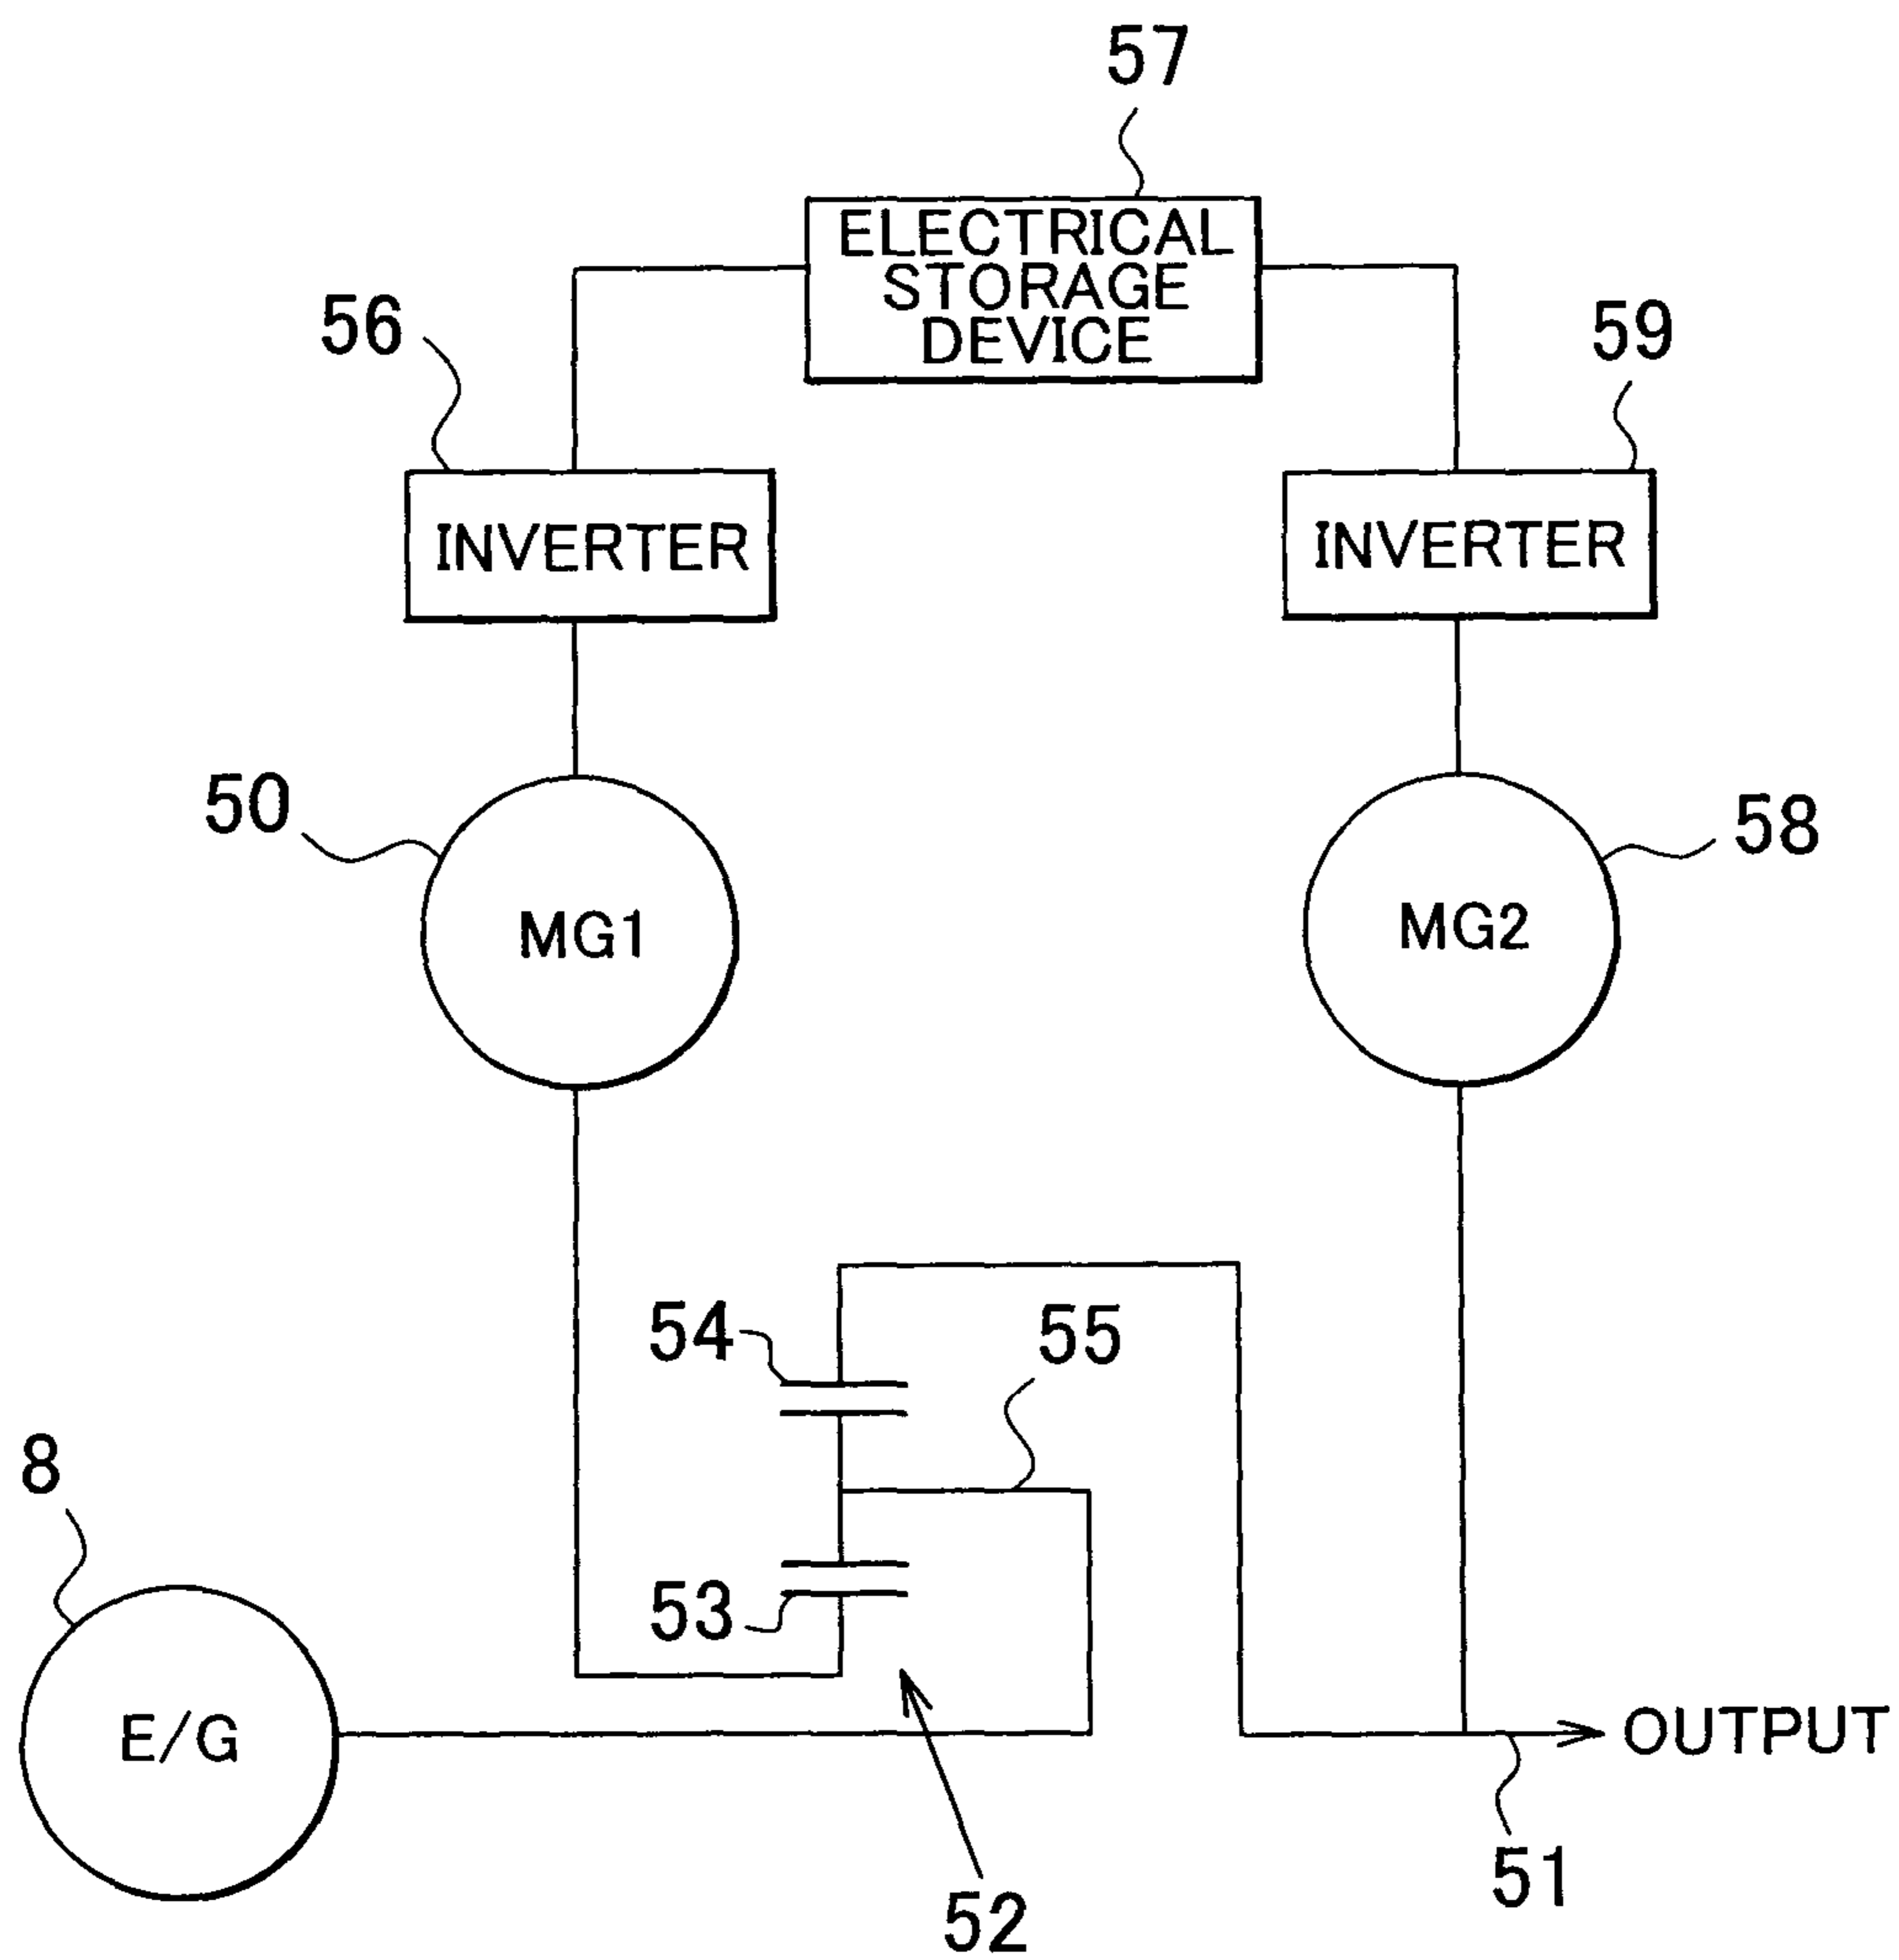 57
ELECTRICAL
STORAGE
DEVICE
56
59
INVERTER
INVERTER
50
58
MG1
MG2
54
55
8
53
E/G
OUTPUT
51
52